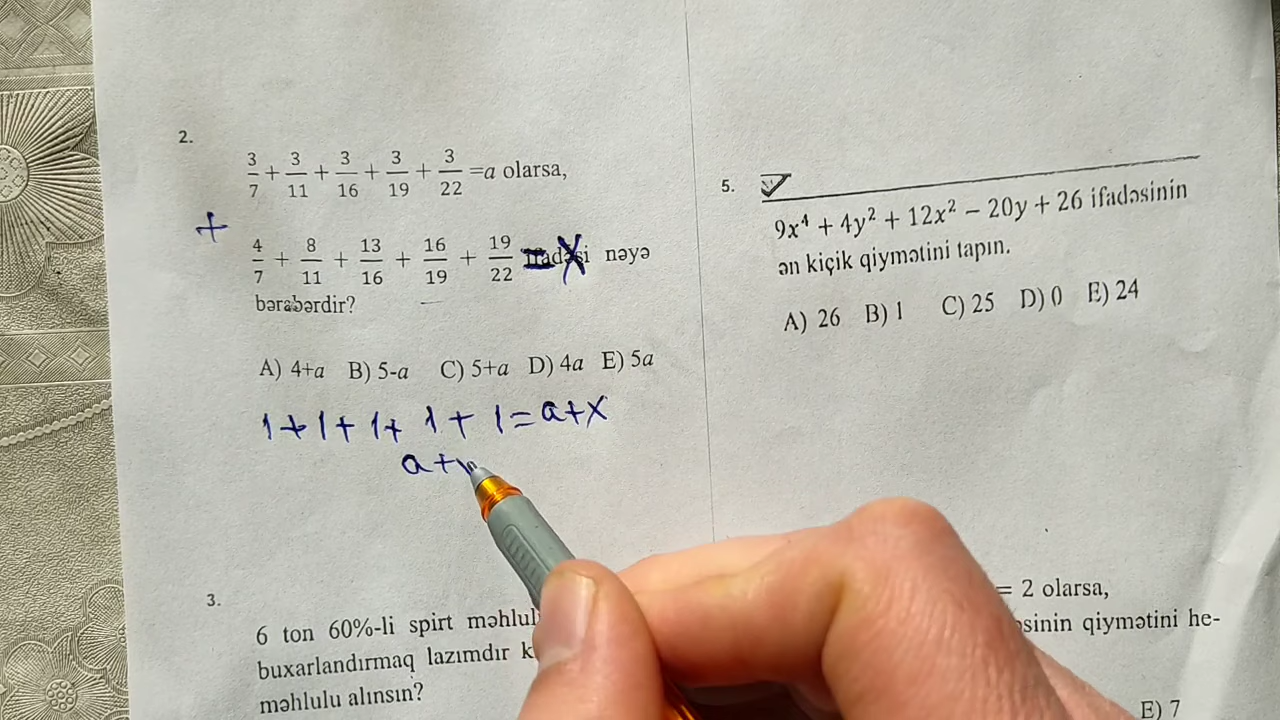 2.
3/7 + 3/11 + 3/16 + 3/19 + 3/22 =a olarsa,
+
4/7 + 8/11 + 13/16 + 16/19 + 19/22 = x nəyə
bərabərdir?
A) 4+a B) 5-a C) 5+a D) 4a E) 5a
1+1+1+1+1=a+x
a+
3.
6 ton 60%-li spirt
buxarlandırmaq lazımdır
məhlulu alınsın?
5.
9x⁴ + 4y² + 12x² − 20y + 26 ifadəsinin
ən kiçik qiymətini tapın.
A) 26 B) 1 C) 25 D) 0 E) 24
= 2 olarsa,
qiymətini he-
E) 7